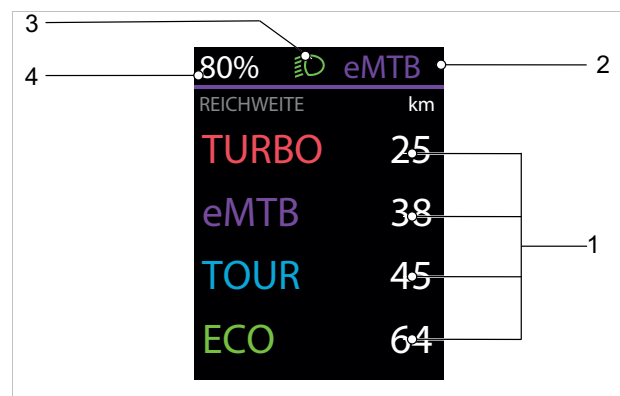 3
80% eMTB
2
4
REICHWEITE km
TURBO 25
eMTB 38
1
TOUR 45
ECO 64